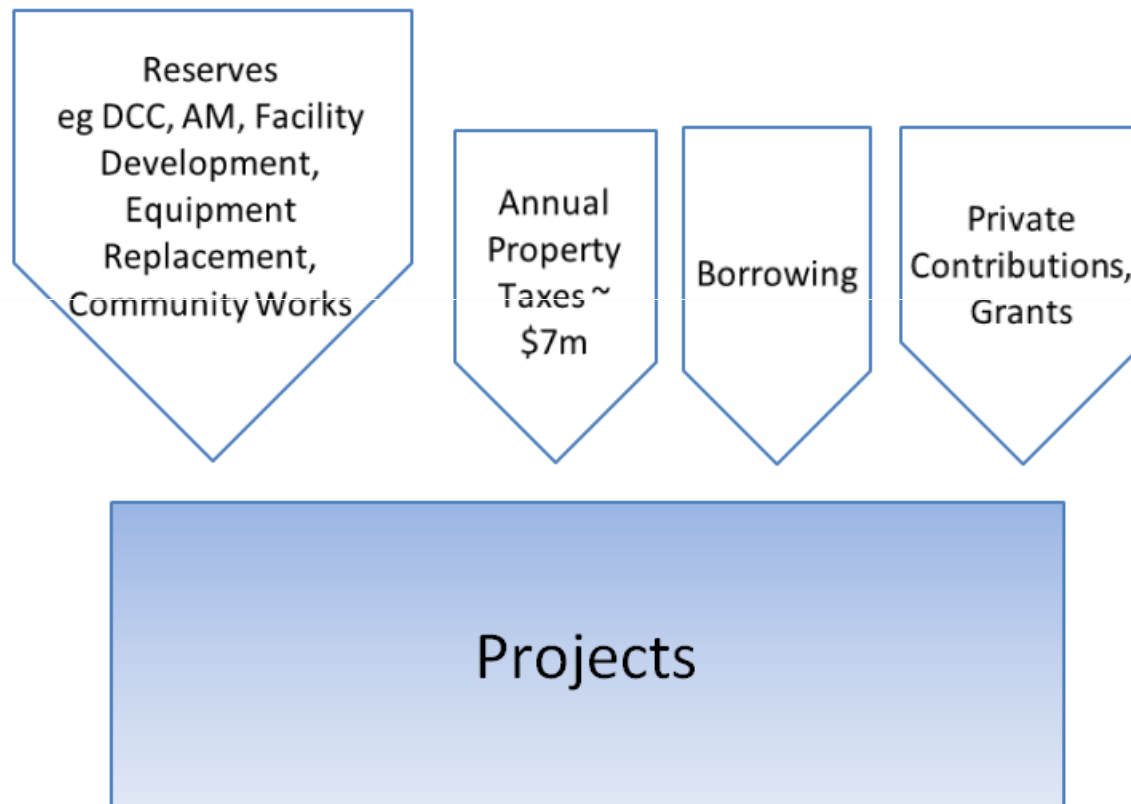 Reserves
eg DCC, AM, Facility
Development,
Equipment
Replacement,
Community Works
Annual
Property
Taxes ~
$7m
Borrowing
Private
Contributions,
Grants
Projects